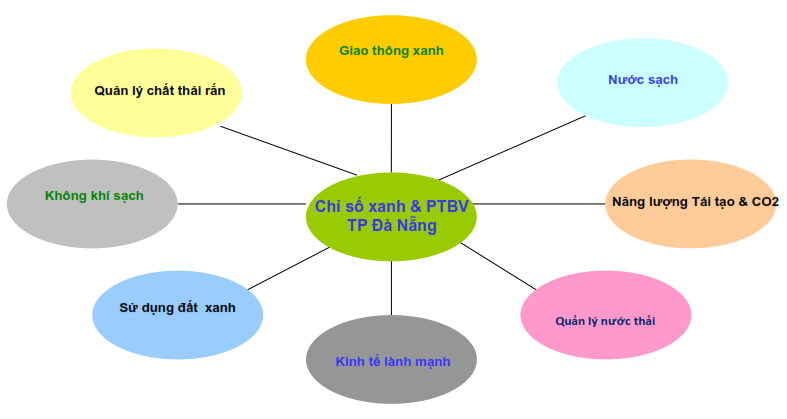 Giao thông xanh
Nước sạch
Quản lý chất thải rắn
Không khí sạch
Năng lượng Tái tạo & CO2
Chỉ số xanh & PTBV
TP Đà Nẵng
Sử dụng đất xanh
Quản lý nước thải
Kinh tế lành mạnh